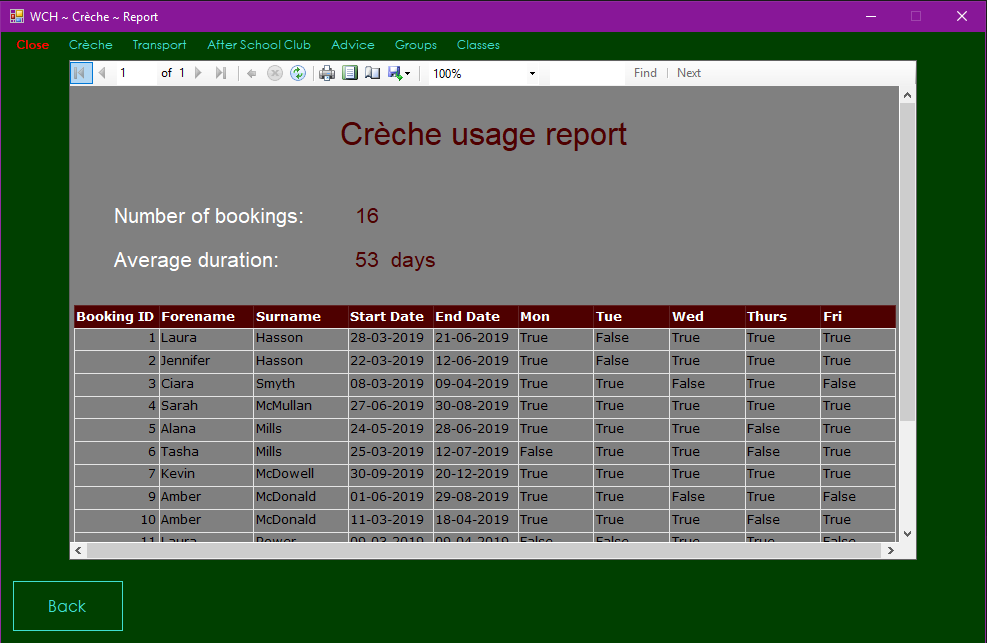 WCH ~ Crèche ~ Report
Close Crèche Transport After School Club Advice Groups Classes
1 of 1 100% Find | Next
Crèche usage report
Number of bookings: 16
Average duration: 53 days
Booking ID Forename Surname Start Date End Date Mon Tue Wed Thurs Fri
1 Laura Hasson 28-03-2019 21-06-2019 True False True True True
2 Jennifer Hasson 22-03-2019 12-06-2019 True False True True True
3 Ciara Smyth 08-03-2019 09-04-2019 True True False True False
4 Sarah McMullan 27-06-2019 30-08-2019 True True True True True
5 Alana Mills 24-05-2019 28-06-2019 True True True False True
6 Tasha Mills 25-03-2019 12-07-2019 False True True False True
7 Kevin McDowell 30-09-2019 20-12-2019 True True True True True
9 Amber McDonald 01-06-2019 29-08-2019 True True False True False
10 Amber McDonald 11-03-2019 18-04-2019 True True True False True
11 Laura Power 09-03-2019 09-04-2019 False False True True False
Back